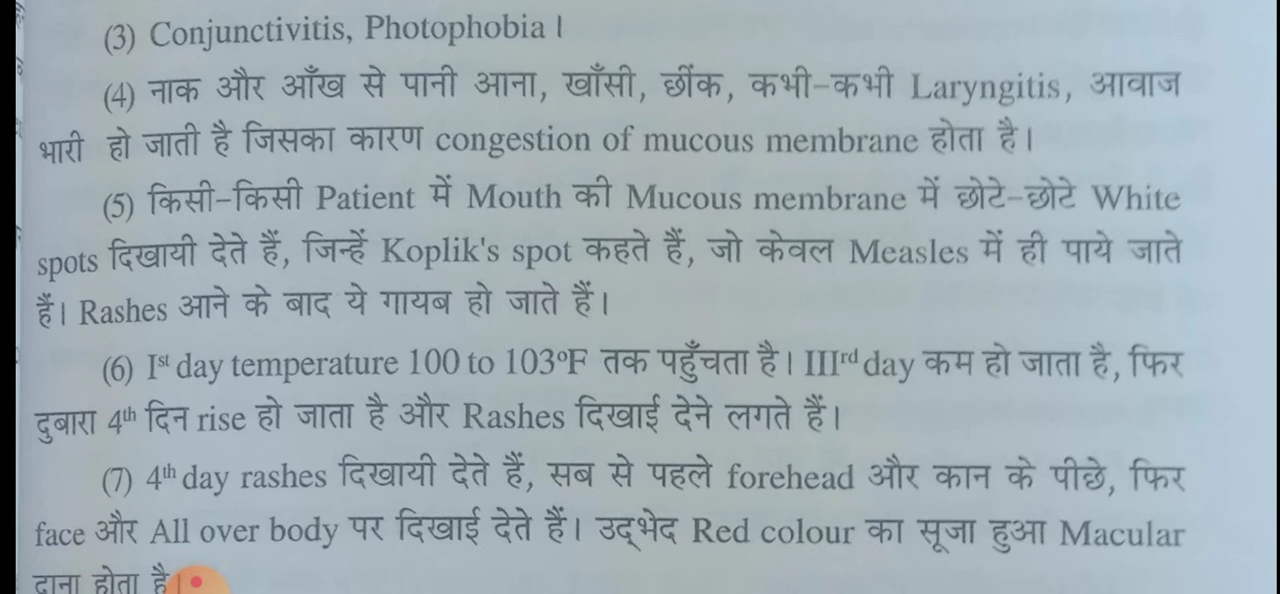 (3) Conjunctivitis, Photophobia ।
(4) नाक और आँख से पानी आना, खाँसी, छींक, कभी-कभी Laryngitis, आवाज
भारी हो जाती है जिसका कारण congestion of mucous membrane होता है।
(5) किसी-किसी Patient में Mouth की Mucous membrane में छोटे-छोटे White
spots दिखायी देते हैं, जिन्हें Koplik's spot कहते हैं, जो केवल Measles में ही पाये जाते
हैं। Rashes आने के बाद ये गायब हो जाते हैं।
(6) Ist day temperature 100 to 103°F तक पहुँचता है। IIIrd day कम हो जाता है, फिर
दुबारा 4th दिन rise हो जाता है और Rashes दिखाई देने लगते हैं।
(7) 4th day rashes दिखायी देते हैं, सब से पहले forehead और कान के पीछे, फिर
face और All over body पर दिखाई देते हैं। उद्‌भेद Red colour का सूजा हुआ Macular
दाना होता है।